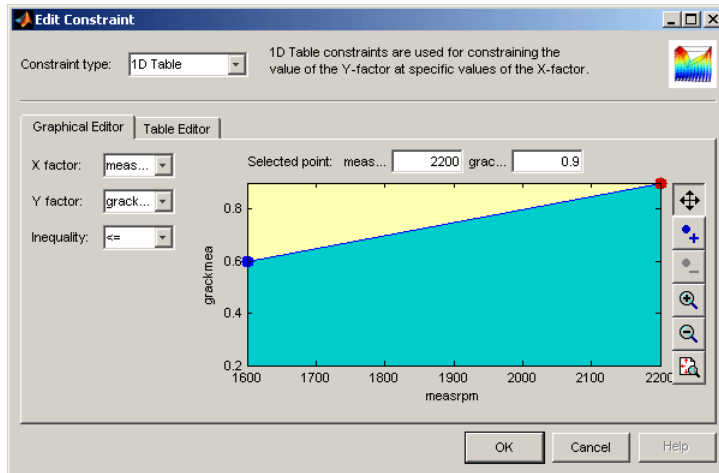 Edit Constraint
Constraint type: 1D Table
1D Table constraints are used for constraining the
value of the Y-factor at specific values of the X-factor.
Graphical Editor Table Editor
X factor: meas...
Y factor: grack...
Inequality: <=
Selected point: meas... 2200 grac... 0.9
0.8
0.6
0.4
0.2
grackmea
1600 1700 1800 1900 2000 2100 2200
measrpm
OK Cancel Help